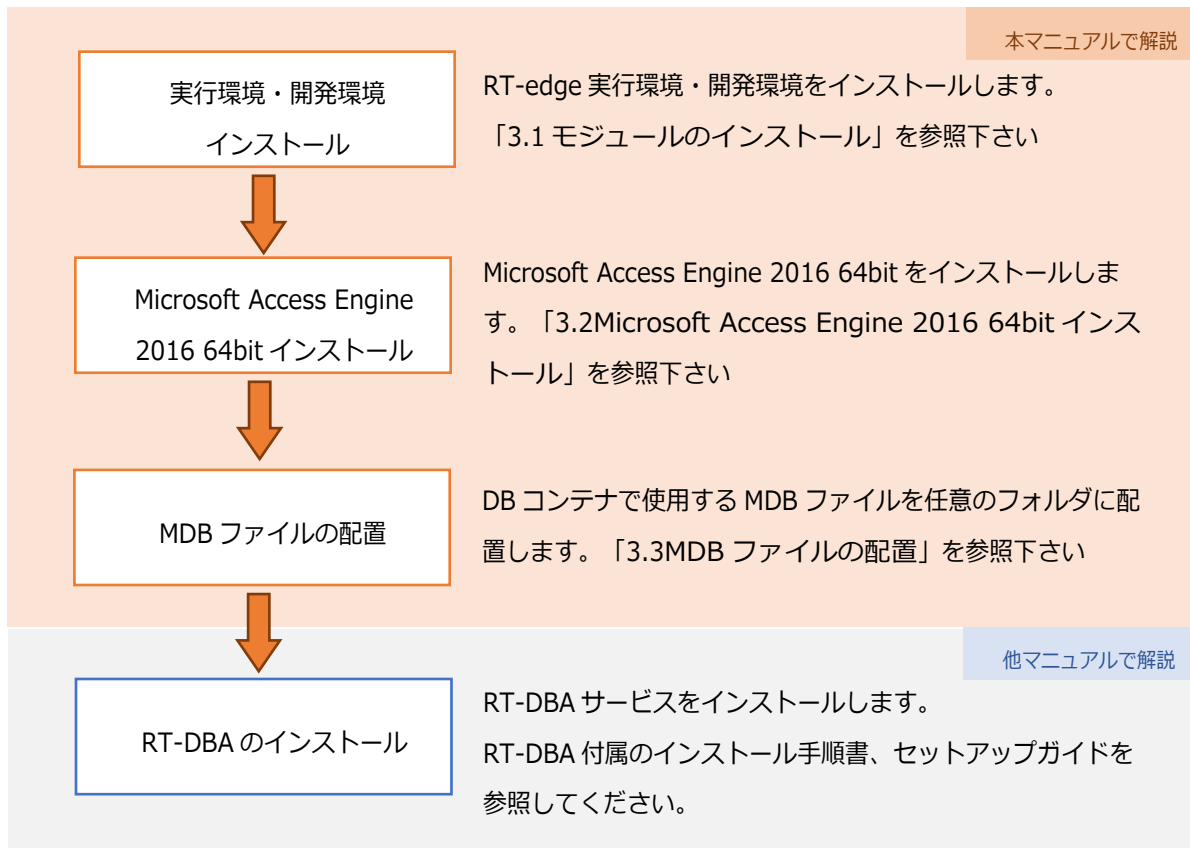 本マニュアルで解説
実行環境・開発環境
インストール
RT-edge 実行環境・開発環境をインストールします。
「3.1 モジュールのインストール」を参照下さい
Microsoft Access Engine
2016 64bit インストール
Microsoft Access Engine 2016 64bit をインストールしま
す。「3.2Microsoft Access Engine 2016 64bit インス
トール」を参照下さい
MDB ファイルの配置
DB コンテナで使用する MDB ファイルを任意のフォルダに配
置します。「3.3MDB ファイルの配置」を参照下さい
他マニュアルで解説
RT-DBA のインストール
RT-DBA サービスをインストールします。
RT-DBA 付属のインストール手順書、セットアップガイドを
参照してください。